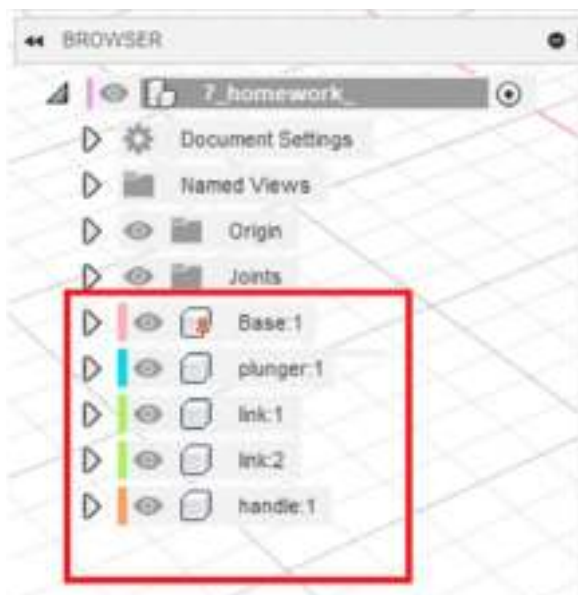 BROWSER
7_homework_
Document Settings
Named Views
Origin
Joints
Base:1
plunger:1
link:1
link:2
handle:1